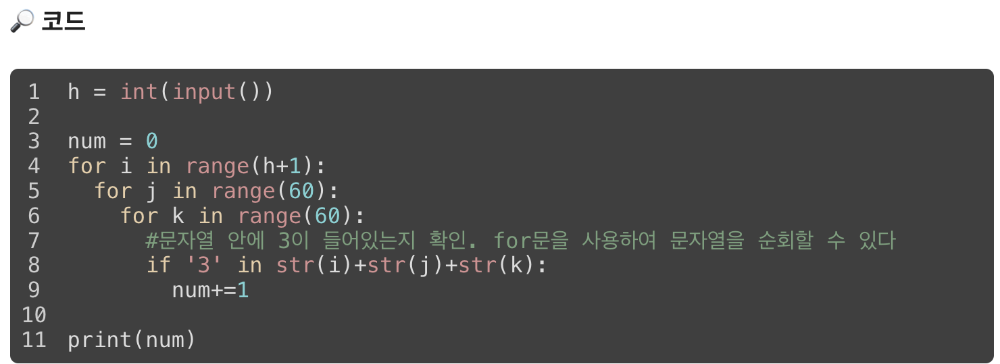 🔎 코드
1 h = int(input())
2
3 num = 0
4 for i in range(h+1):
5   for j in range(60):
6     for k in range(60):
7       #문자열 안에 3이 들어있는지 확인. for문을 사용하여 문자열을 순회할 수 있다
8       if '3' in str(i)+str(j)+str(k):
9         num+=1
10
11 print(num)